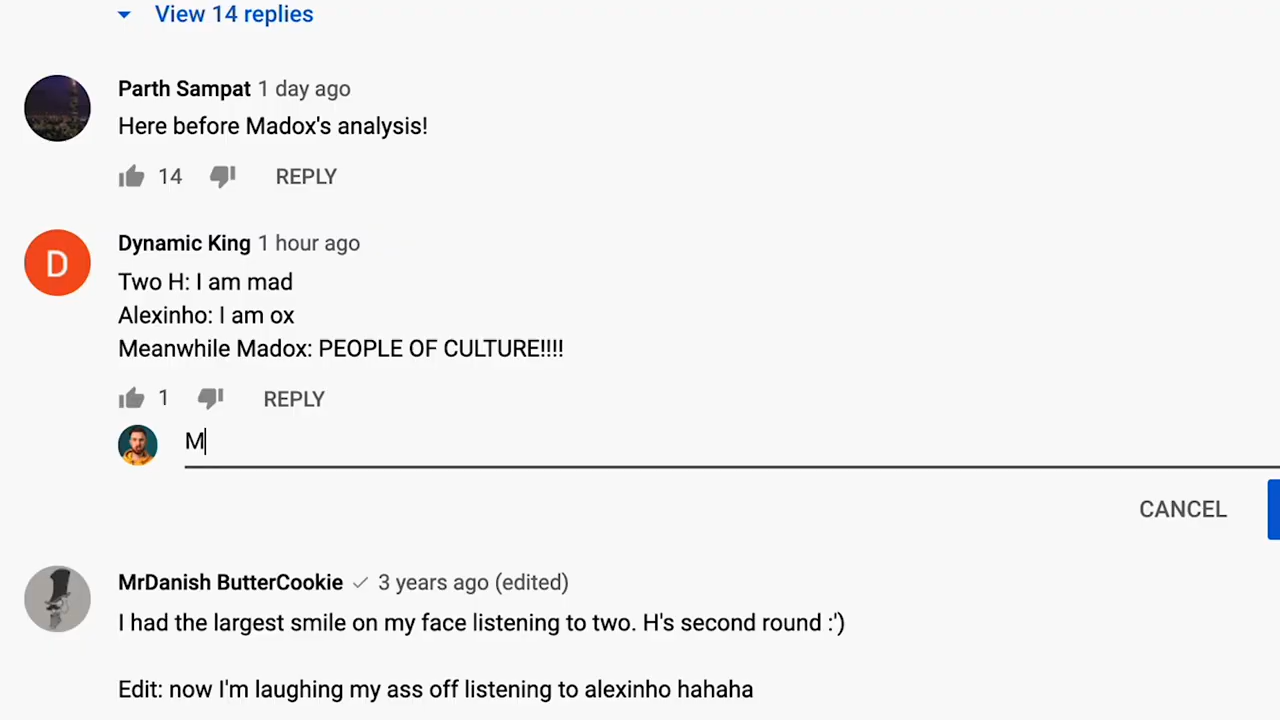 View 14 replies
Parth Sampat 1 day ago
Here before Madox's analysis!
14 REPLY
D
Dynamic King 1 hour ago
Two H: I am mad
Alexinho: I am ox
Meanwhile Madox: PEOPLE OF CULTURE!!!!
1 REPLY
M
CANCEL
MrDanish ButterCookie 3 years ago (edited)
I had the largest smile on my face listening to two. H's second round :')
Edit: now I'm laughing my ass off listening to alexinho hahaha